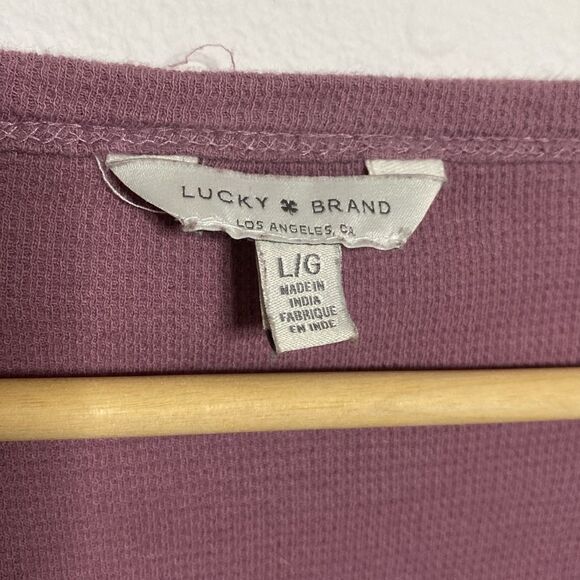 LUCKY BRAND
LOS ANGELES, CA
L/G
MADE IN
INDIA
FABRIQUE
EN INDE